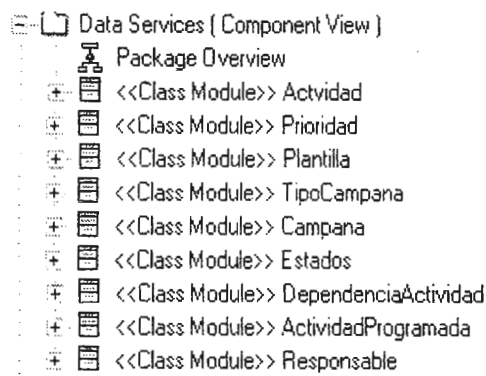 Data Services ( Component View )
Package Overview
<<Class Module>> Actvidad
<<Class Module>> Prioridad
<<Class Module>> Plantilla
<<Class Module>> TipoCampana
<<Class Module>> Campana
<<Class Module>> Estados
<<Class Module>> DependenciaActividad
<<Class Module>> ActividadProgramada
<<Class Module>> Responsable